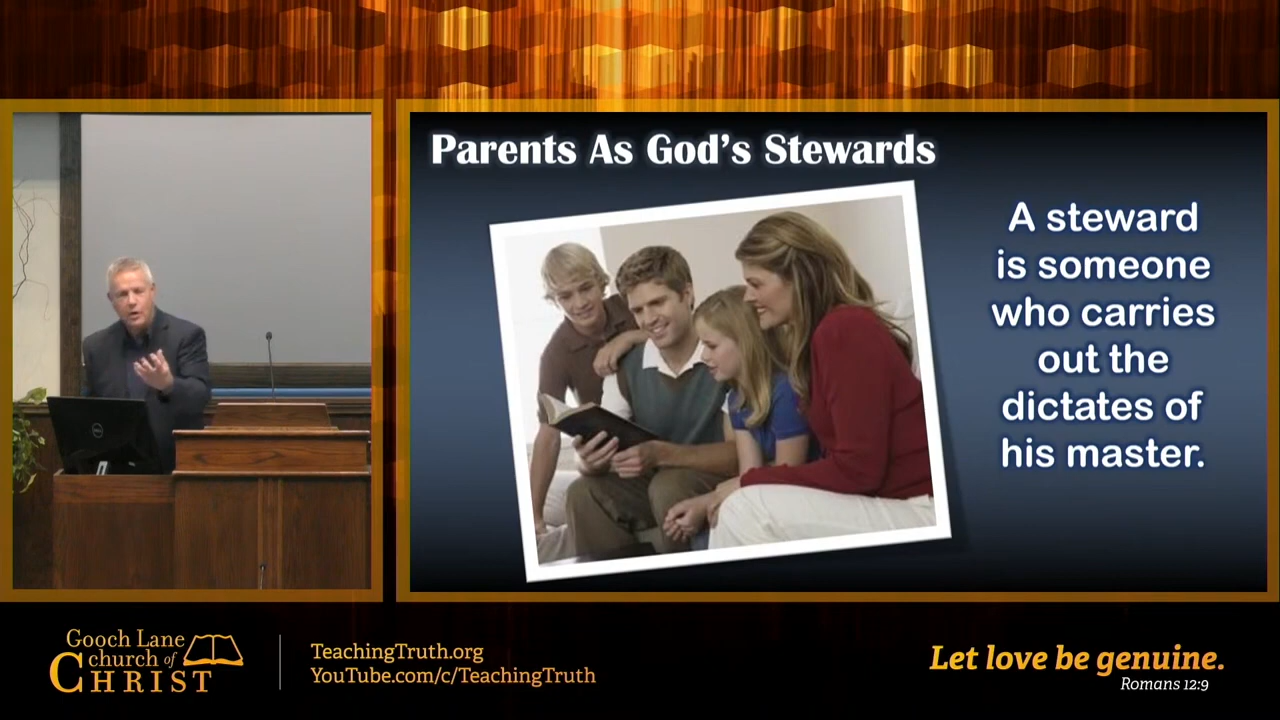 Parents As God's Stewards
A steward
is someone
who carries
out the
dictates of
his master.
Gooch Lane
church of
CHRIST
TeachingTruth.org
YouTube.com/c/TeachingTruth
Let love be genuine.
Romans 12:9